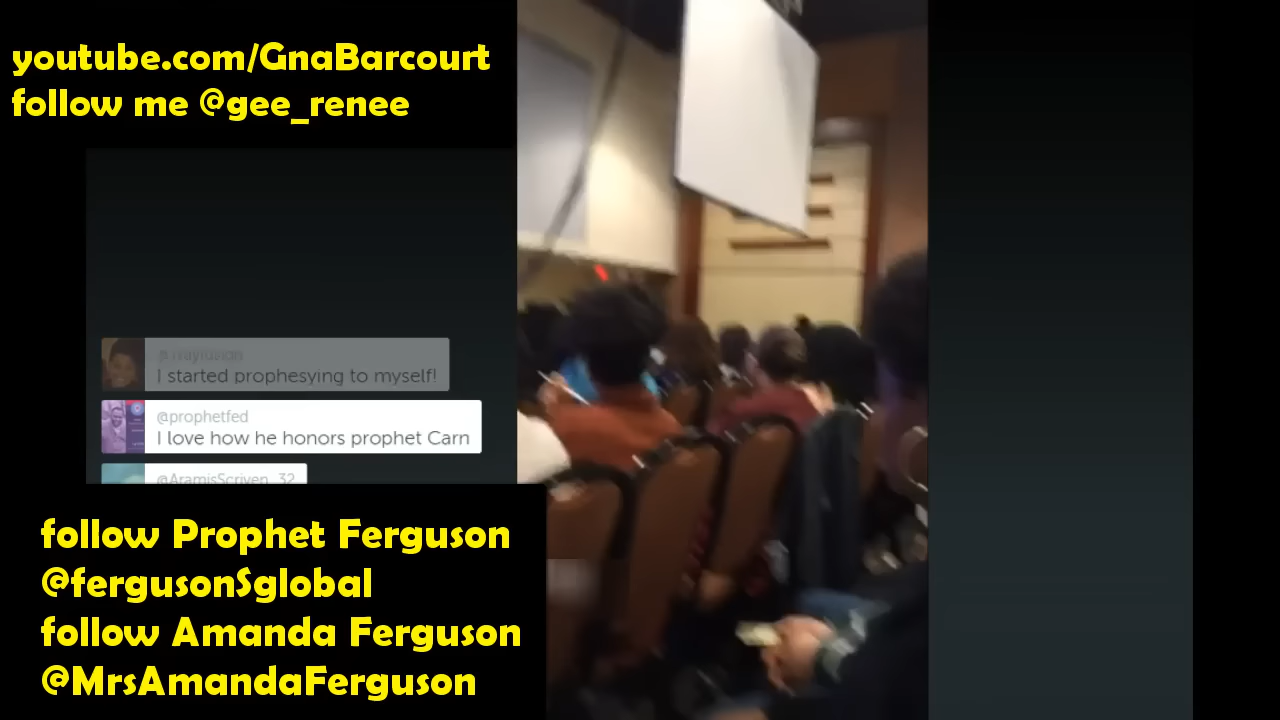 youtube.com/GnaBarcourt
follow me @gee_renee
I started prophesying to myself!
@prophetfed
I love how he honors prophet Carn
@AramisScriven_32
follow Prophet Ferguson
@fergusonSglobal
follow Amanda Ferguson
@MrsAmandaFerguson